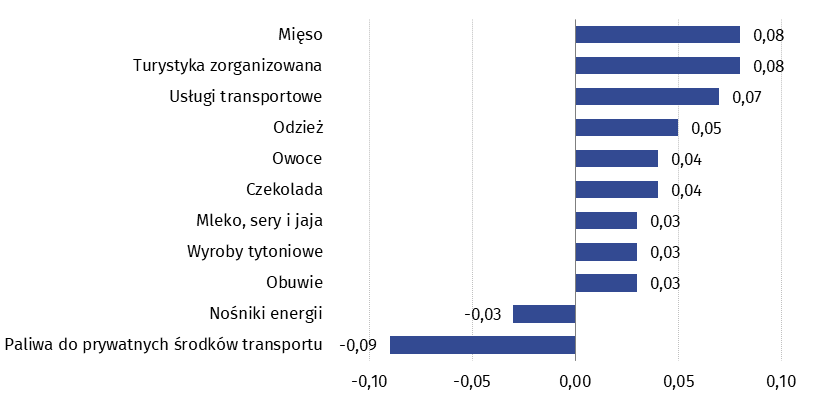 Mięso 0,08
Turystyka zorganizowana 0,08
Usługi transportowe 0,07
Odzież 0,05
Owoce 0,04
Czekolada 0,04
Mleko, sery i jaja 0,03
Wyroby tytoniowe 0,03
Obuwie 0,03
Nośniki energii -0,03
Paliwa do prywatnych środków transportu -0,09
-0,10 -0,05 0,00 0,05 0,10